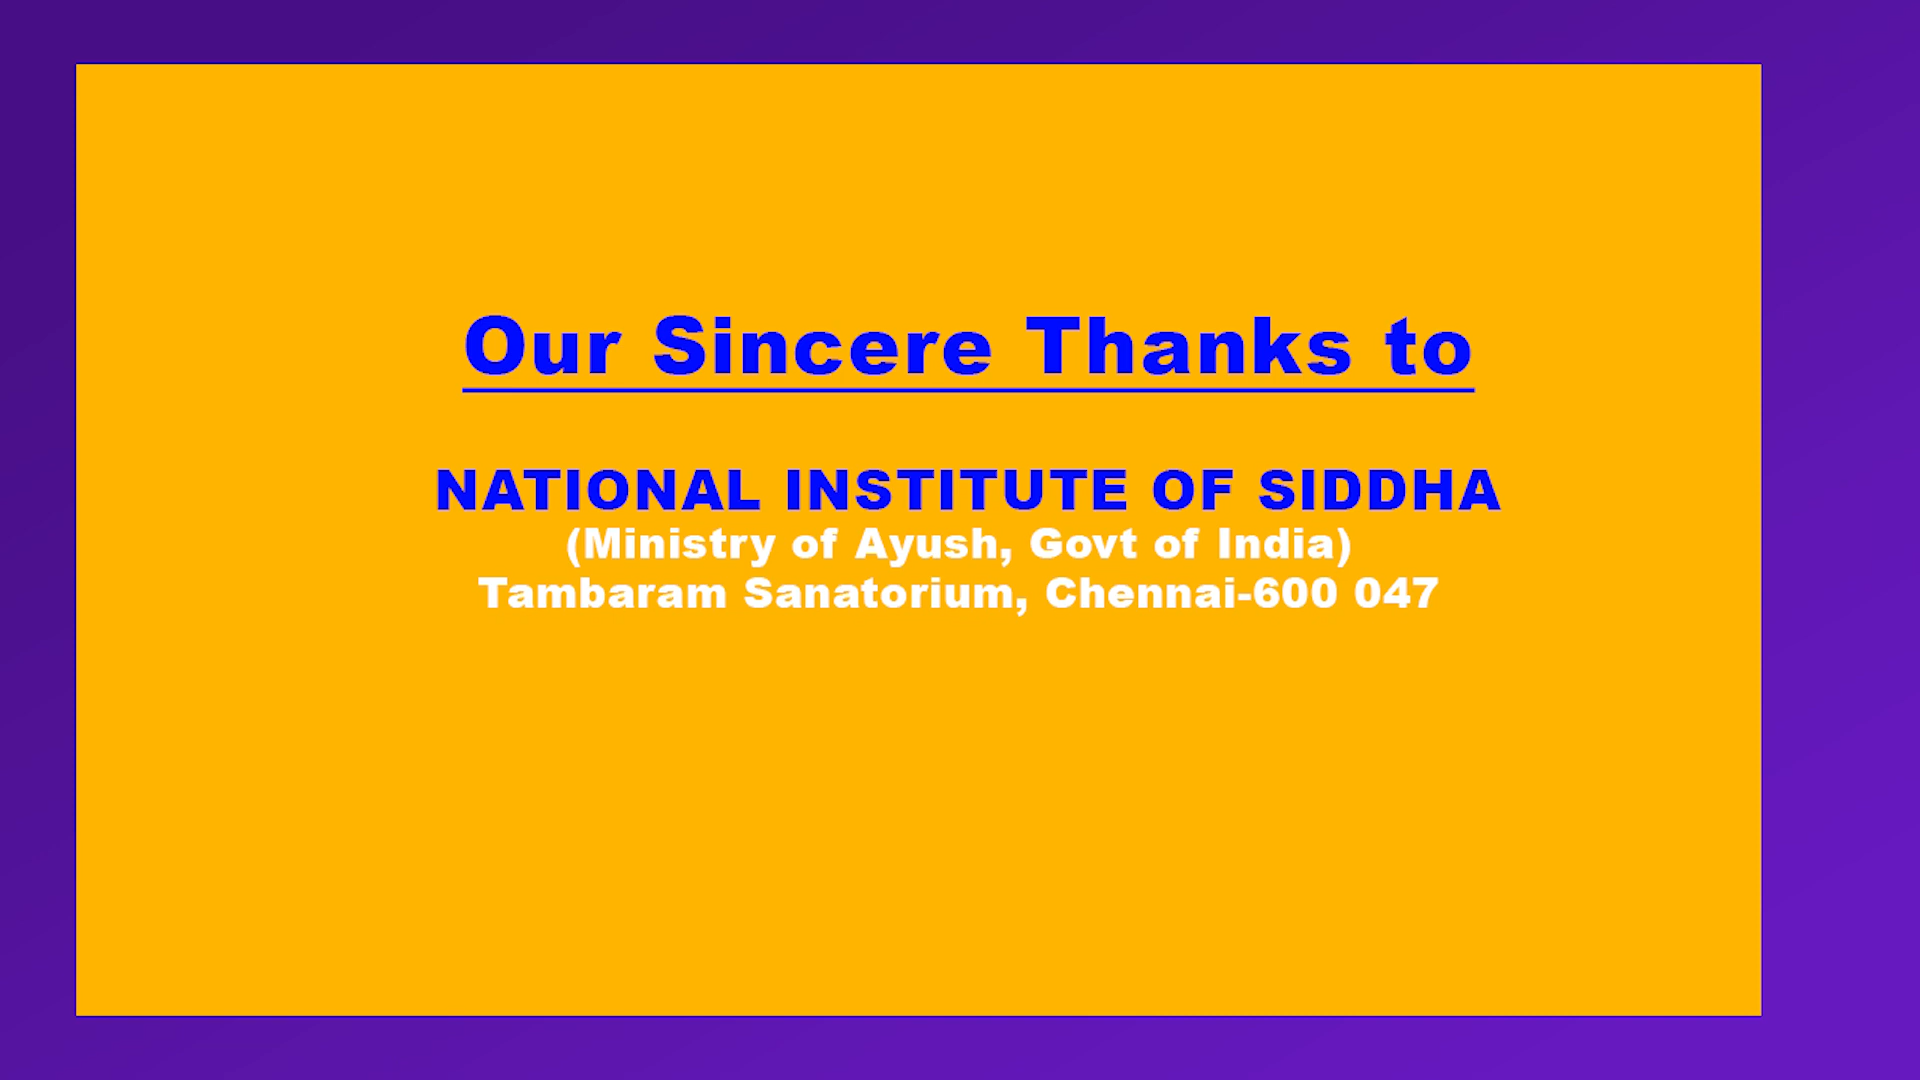 Our Sincere Thanks to
NATIONAL INSTITUTE OF SIDDHA
(Ministry of Ayush, Govt of India)
Tambaram Sanatorium, Chennai-600 047